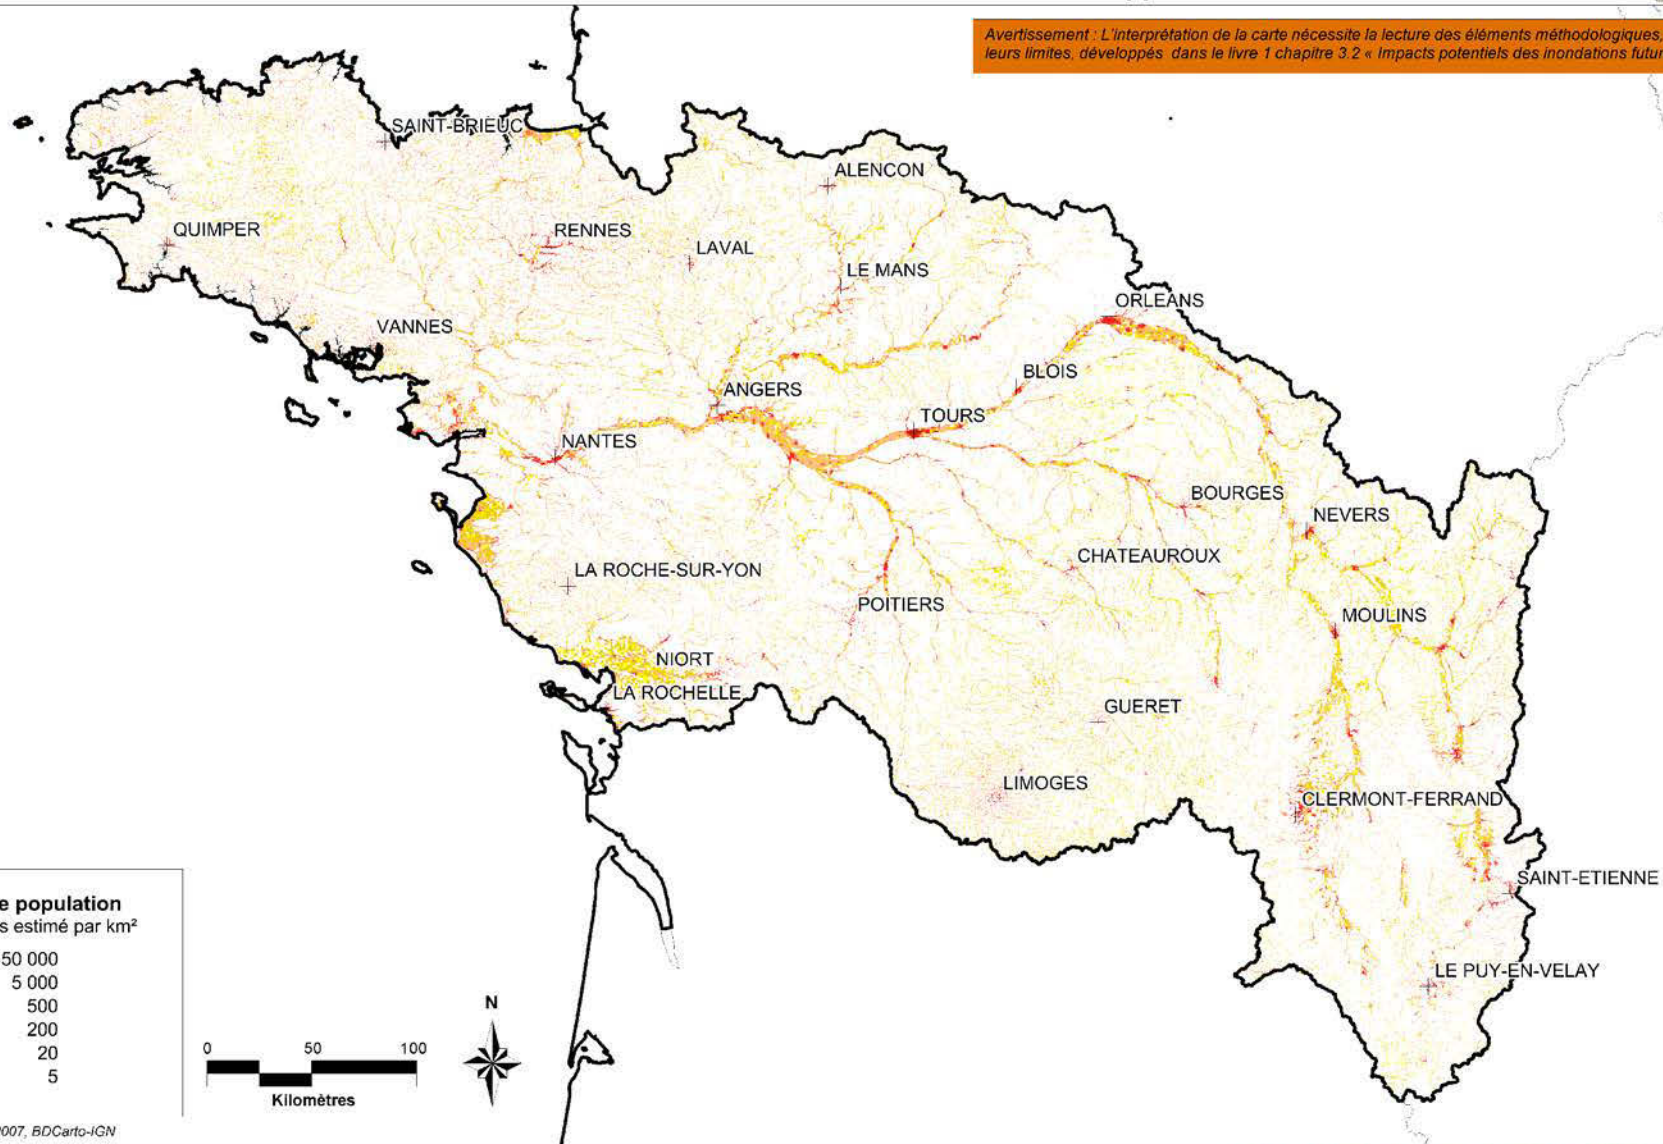 Avertissement : L'interprétation de la carte nécessite la lecture des éléments méthodologiques,
leurs limites, développés dans le livre 1 chapitre 3.2 « Impacts potentiels des inondations futur
SAINT-BRIEUC
ALENCON
QUIMPER
RENNES
LAVAL
LE MANS
ORLEANS
VANNES
BLOIS
ANGERS
TOURS
NANTES
BOURGES
NEVERS
CHATEAUROUX
LA ROCHE-SUR-YON
POITIERS
MOULINS
NIORT
LA ROCHELLE
GUERET
LIMOGES
CLERMONT-FERRAND
SAINT-ETIENNE
LE PUY-EN-VELAY
e population
s estimé par km²
50 000
5 000
500
200
20
5
N
0 50 100
Kilomètres
007, BDCarto-IGN